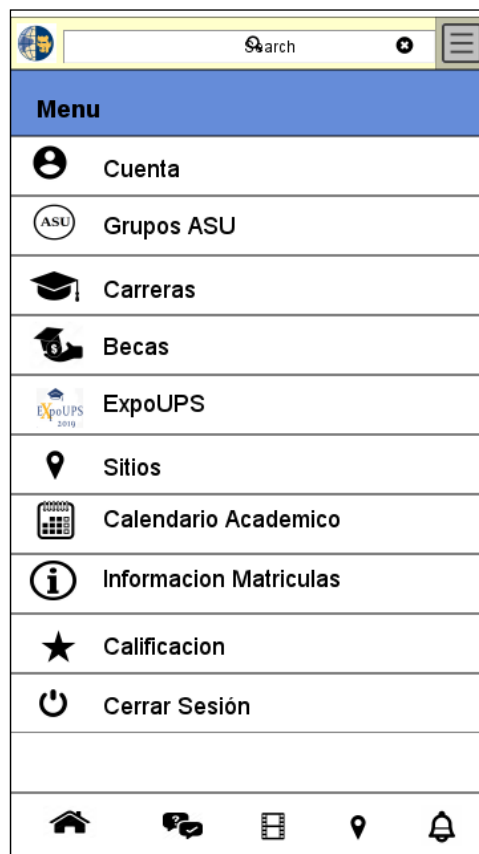 Search
Menu
Cuenta
ASU
Grupos ASU
Carreras
$
Becas
EXpoUPS
2019
ExpoUPS
Sitios
Calendario Academico
Informacion Matriculas
Calificacion
Cerrar Sesión